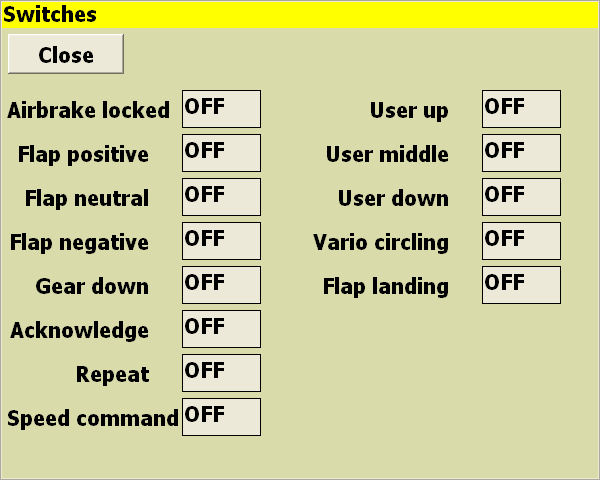 Switches
Close
Airbrake locked OFF User up OFF
Flap positive OFF User middle OFF
Flap neutral OFF User down OFF
Flap negative OFF Vario circling OFF
Gear down OFF Flap landing OFF
Acknowledge OFF
Repeat OFF
Speed command OFF